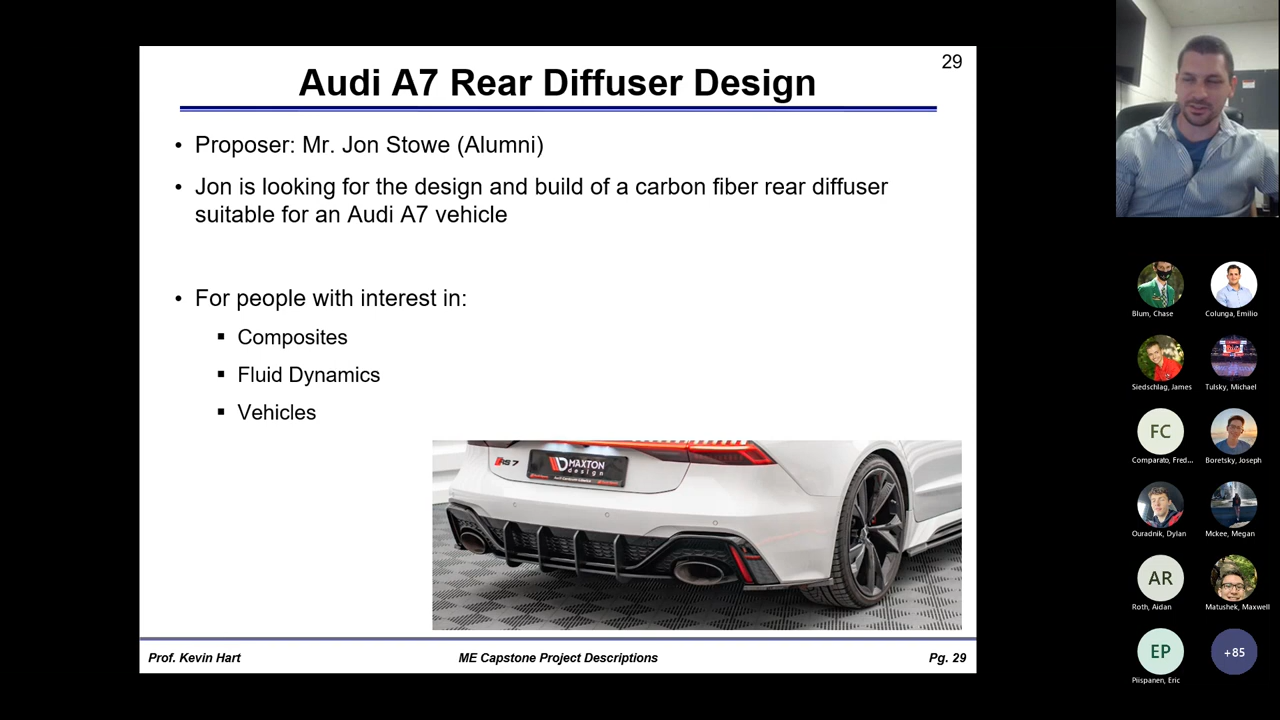 29
Audi A7 Rear Diffuser Design
• Proposer: Mr. Jon Stowe (Alumni)
• Jon is looking for the design and build of a carbon fiber rear diffuser
suitable for an Audi A7 vehicle
• For people with interest in:
▪ Composites
▪ Fluid Dynamics
▪ Vehicles
RS7
MAXTON
design
Prof. Kevin Hart
ME Capstone Project Descriptions
Pg. 29
Blum, Chase
Colunga, Emilio
Siedschlag, James
Tulsky, Michael
FC
Comparato, Fred...
Boretsky, Joseph
Ouradnik, Dylan
Mckee, Megan
AR
Roth, Aidan
Matushek, Maxwell
EP
Piispanen, Eric
+85